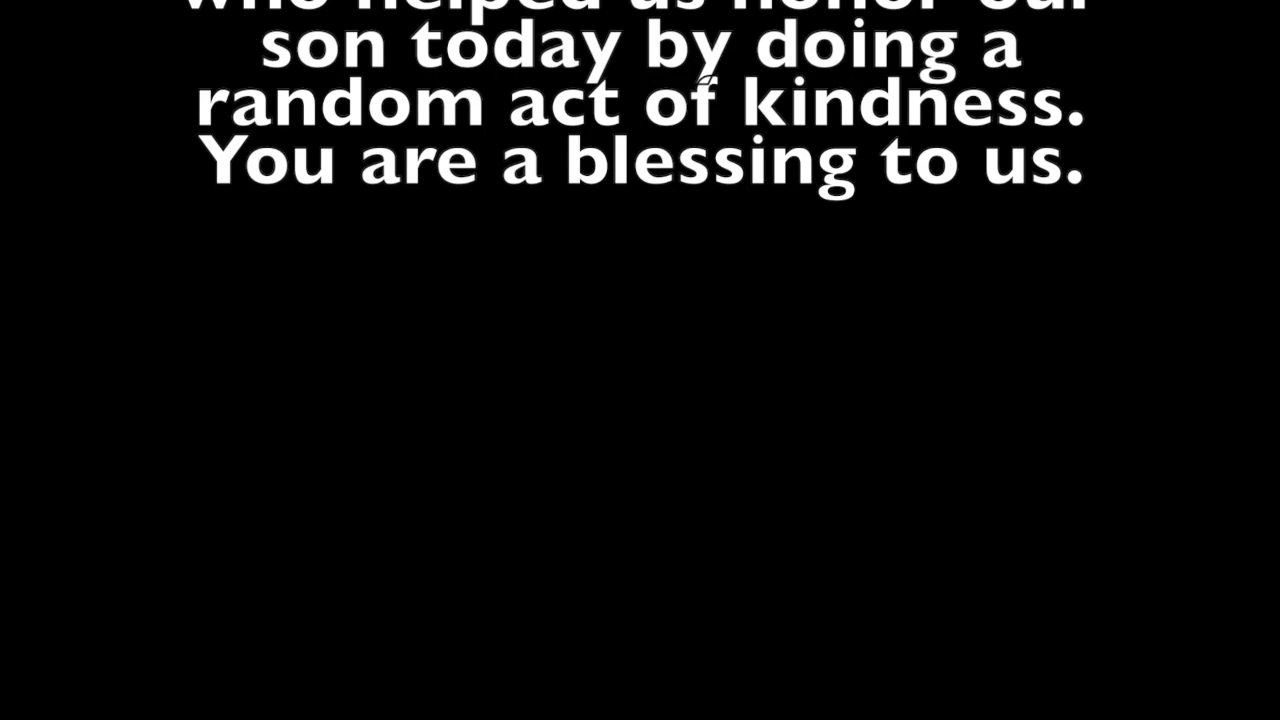 who helped us honor our
son today by doing a
random act of kindness.
You are a blessing to us.